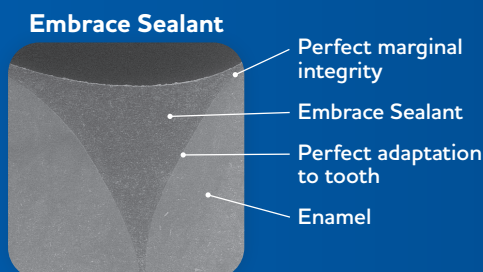 Embrace Sealant
Perfect marginal
integrity
Embrace Sealant
Perfect adaptation
to tooth
Enamel